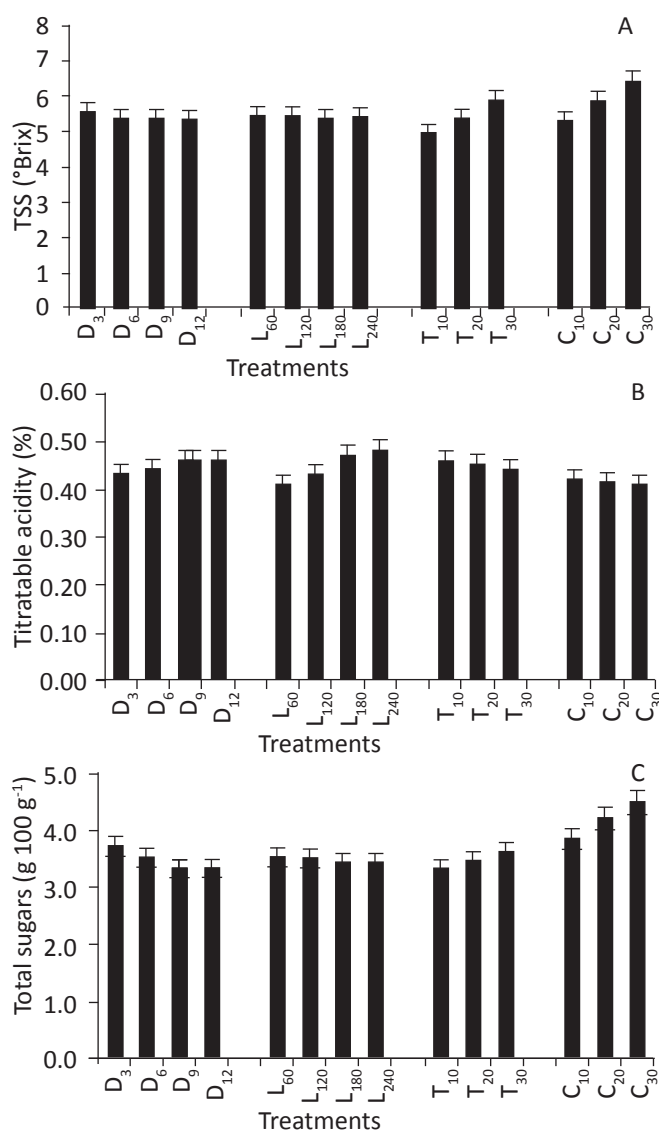 A
8
7
6
5
4
3
2
1
0
TSS (°Brix)
D3 D6 D9 D12 L60 L120 L180 L240 T10 T20 T30 C10 C20 C30
Treatments
B
0.60
0.50
0.40
0.30
0.20
0.10
0.00
Titratable acidity (%)
D3 D6 D9 D12 L60 L120 L180 L240 T10 T20 T30 C10 C20 C30
Treatments
C
5.0
4.0
3.0
2.0
1.0
0.0
Total sugars (g 100 g⁻¹)
D3 D6 D9 D12 L60 L120 L180 L240 T10 T20 T30 C10 C20 C30
Treatments